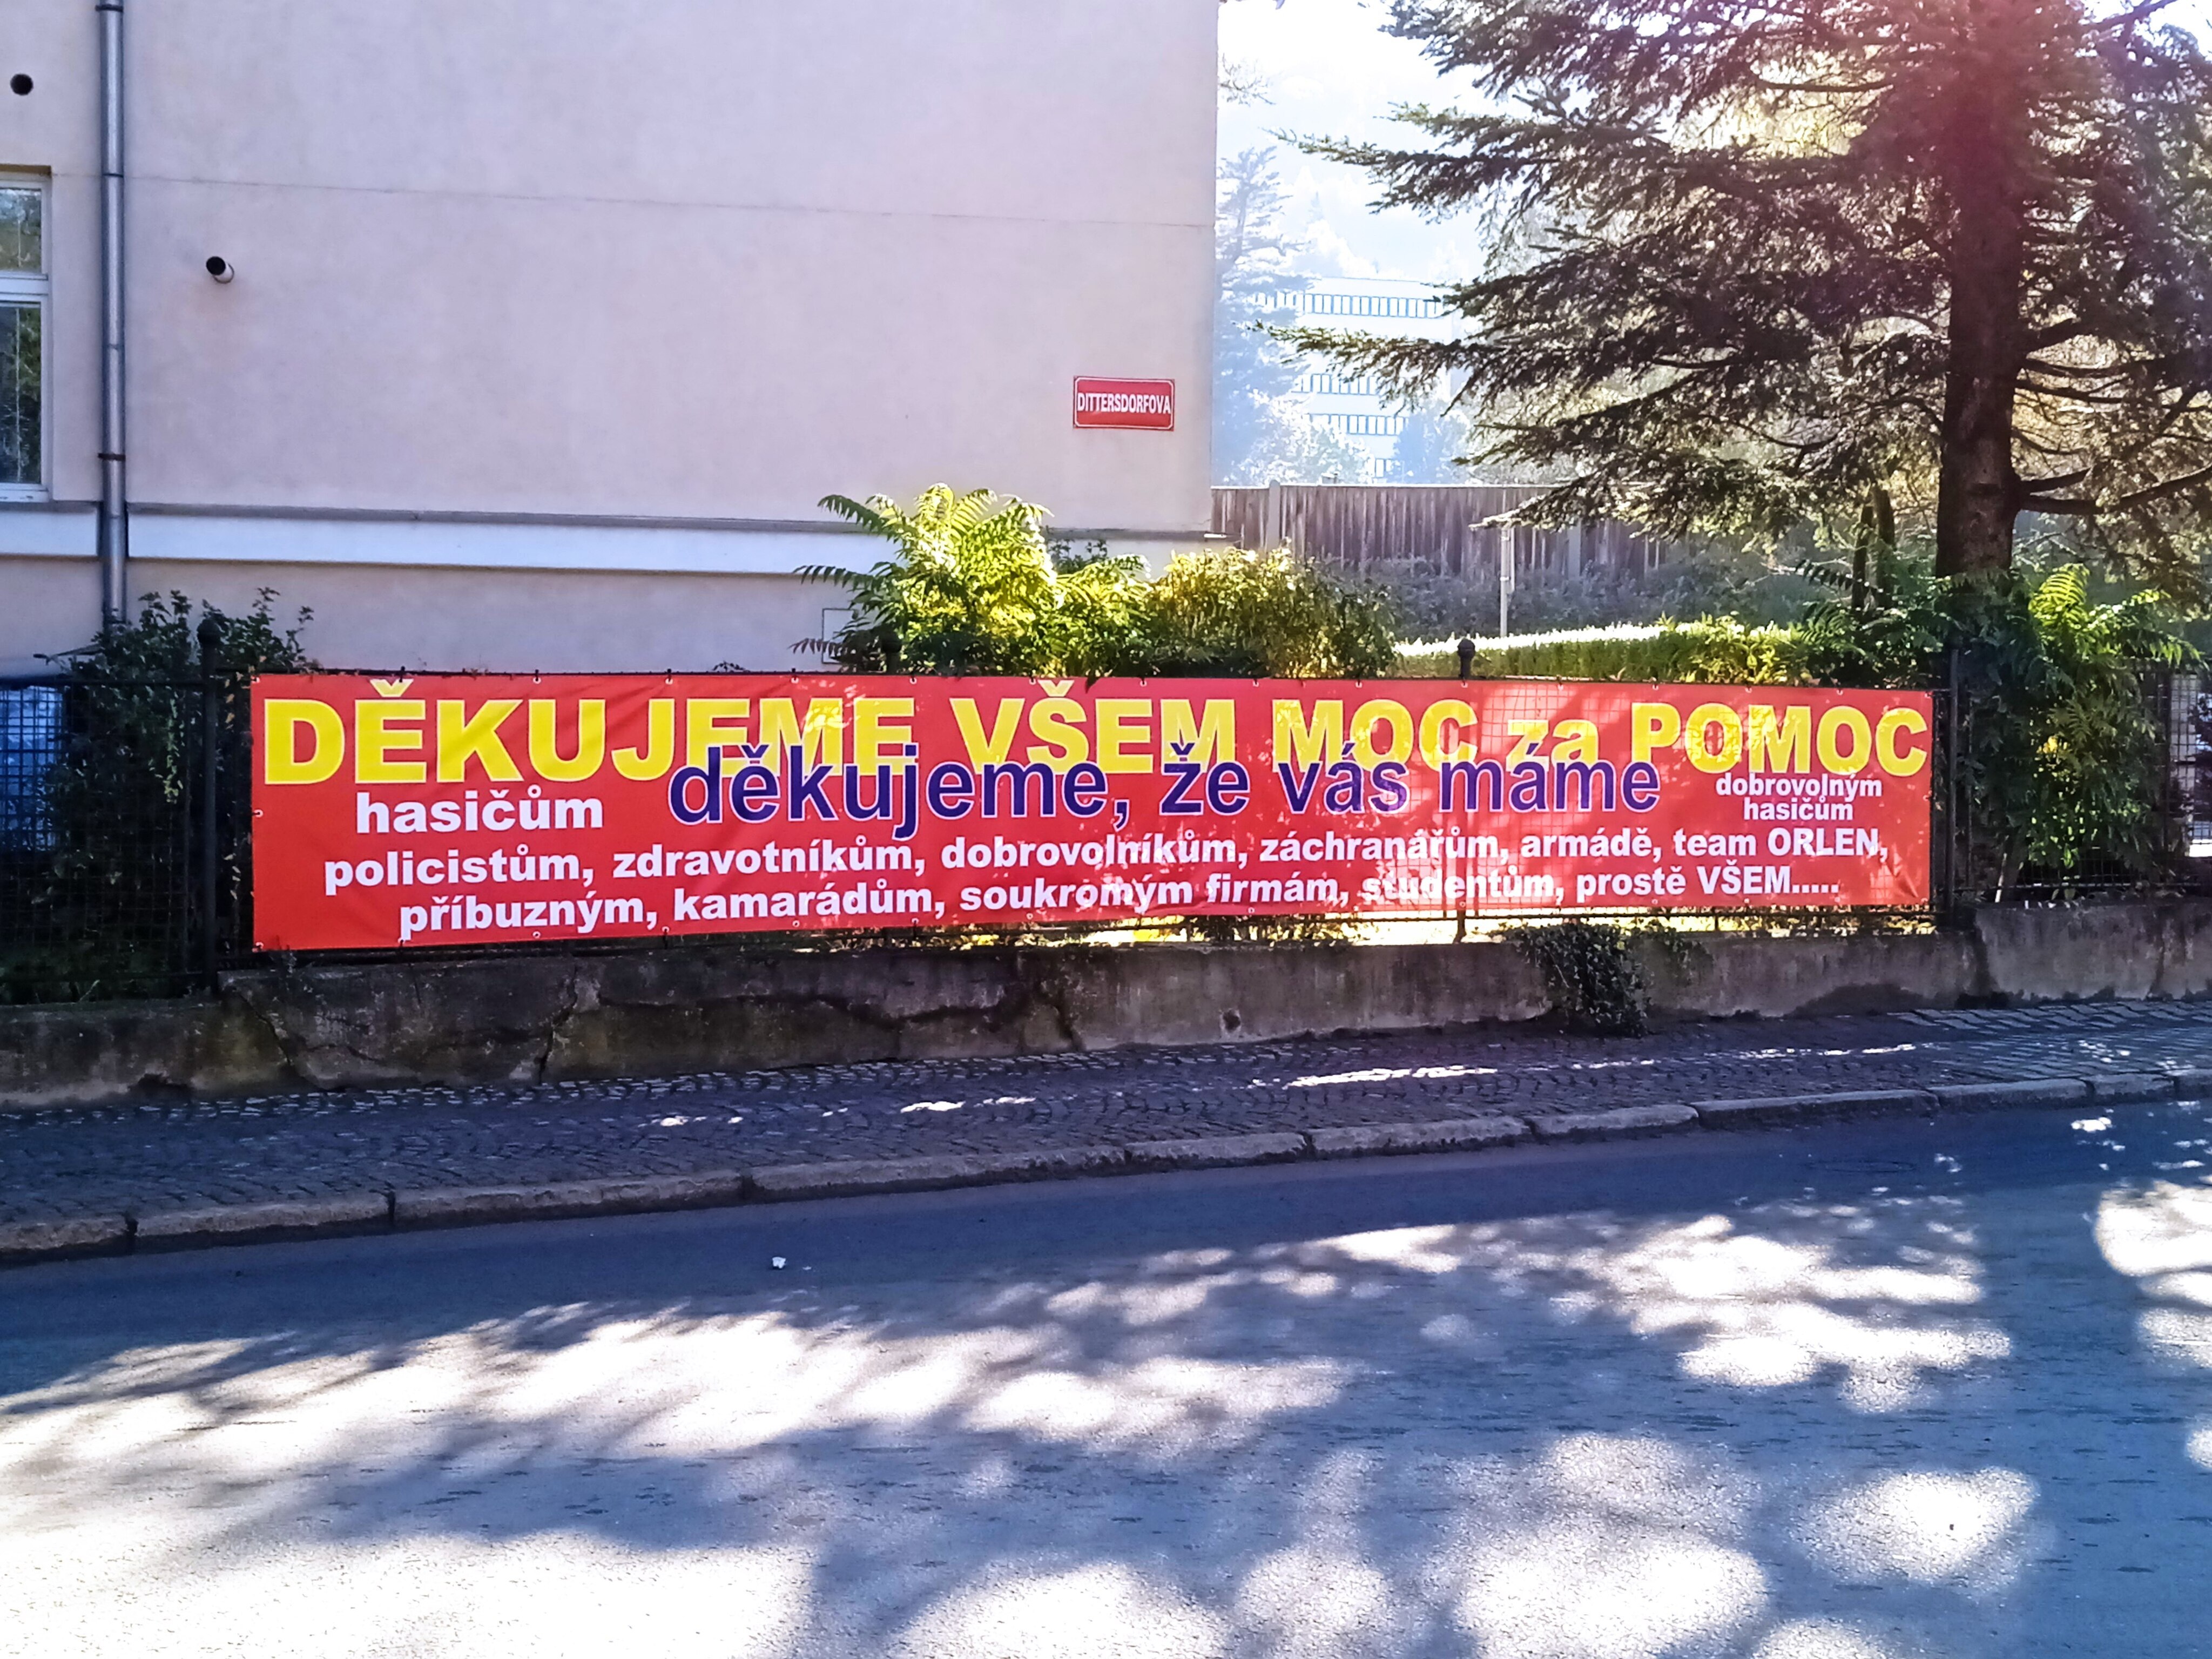 DITTERSDORFOVA
DĚKUJEME VŠEM MOC za POMOC
děkujeme, že vás máme
hasičům
dobrovolným
hasičům
policistům, zdravotníkům, dobrovolníkům, záchranářům, armádě, team ORLEN,
příbuzným, kamarádům, soukromým firmám, studentům, prostě VŠEM.....